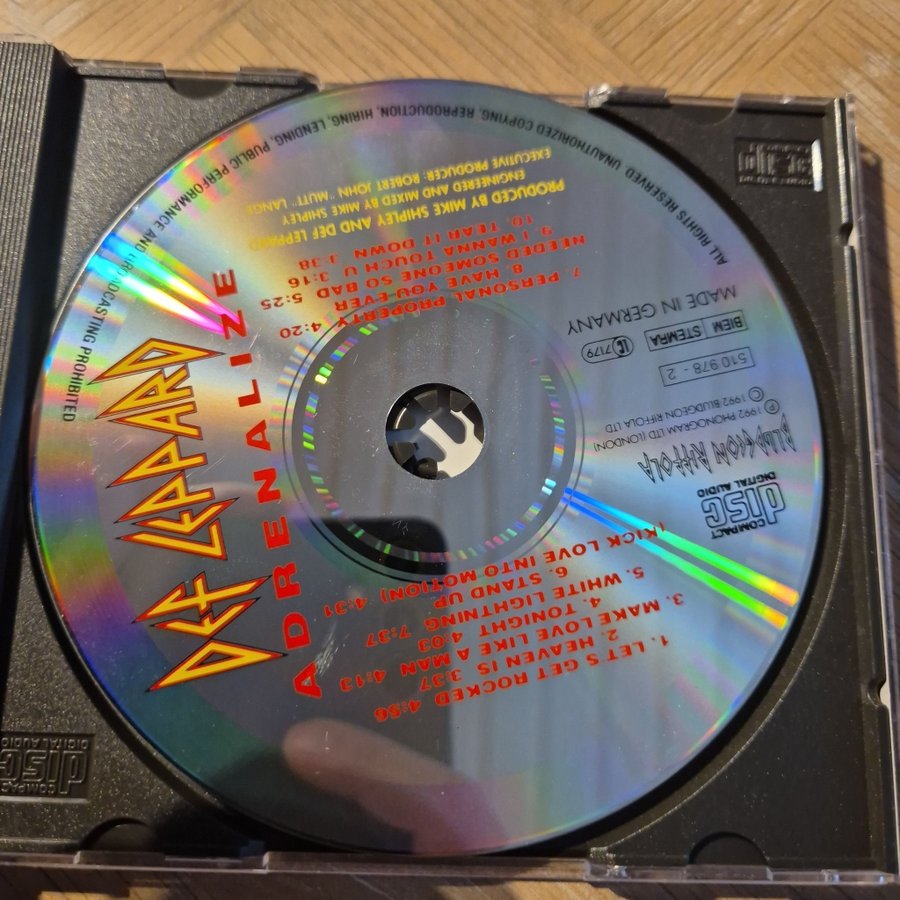 DEF LEPPARD
ADRENALIZE
1. LET'S GET ROCKED 4:56
2. HEAVEN IS 3:37
3. MAKE LOVE LIKE A MAN 4:13
4. TONIGHT 4:03
5. WHITE LIGHTNING 7:37
6. STAND UP
(KICK LOVE INTO MOTION) 4:31
7. PERSONAL PROPERTY 4:20
8. HAVE YOU EVER
NEEDED SOMEONE SO BAD 5:25
9. I WANNA TOUCH U 3:16
10. TEAR IT DOWN 3:38
PRODUCED BY MIKE SHIPLEY AND DEF LEPPARD
ENGINEERED AND MIXED BY MIKE SHIPLEY
EXECUTIVE PRODUCER: ROBERT JOHN "MUTT" LANGE
COMPACT
disc
DIGITAL AUDIO
BLUDGEON RIFFOLA
℗ 1992 PHONOGRAM LTD (LONDON)
© 1992 BLUDGEON RIFFOLA LTD
510 978 - 2
BIEM STEMRA
LC 7179
MADE IN GERMANY
ALL RIGHTS RESERVED. UNAUTHORIZED COPYING, REPRODUCTION, HIRING, LENDING, PUBLIC PERFORMANCE AND BROADCASTING PROHIBITED
COMPACT
disc
DIGITAL AUDIO